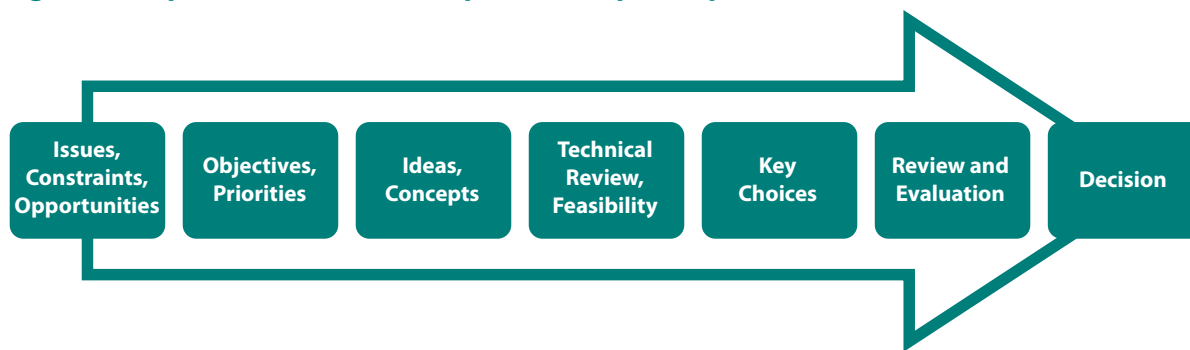 Issues,
Constraints,
Opportunities
Objectives,
Priorities
Ideas,
Concepts
Technical
Review,
Feasibility
Key
Choices
Review and
Evaluation
Decision